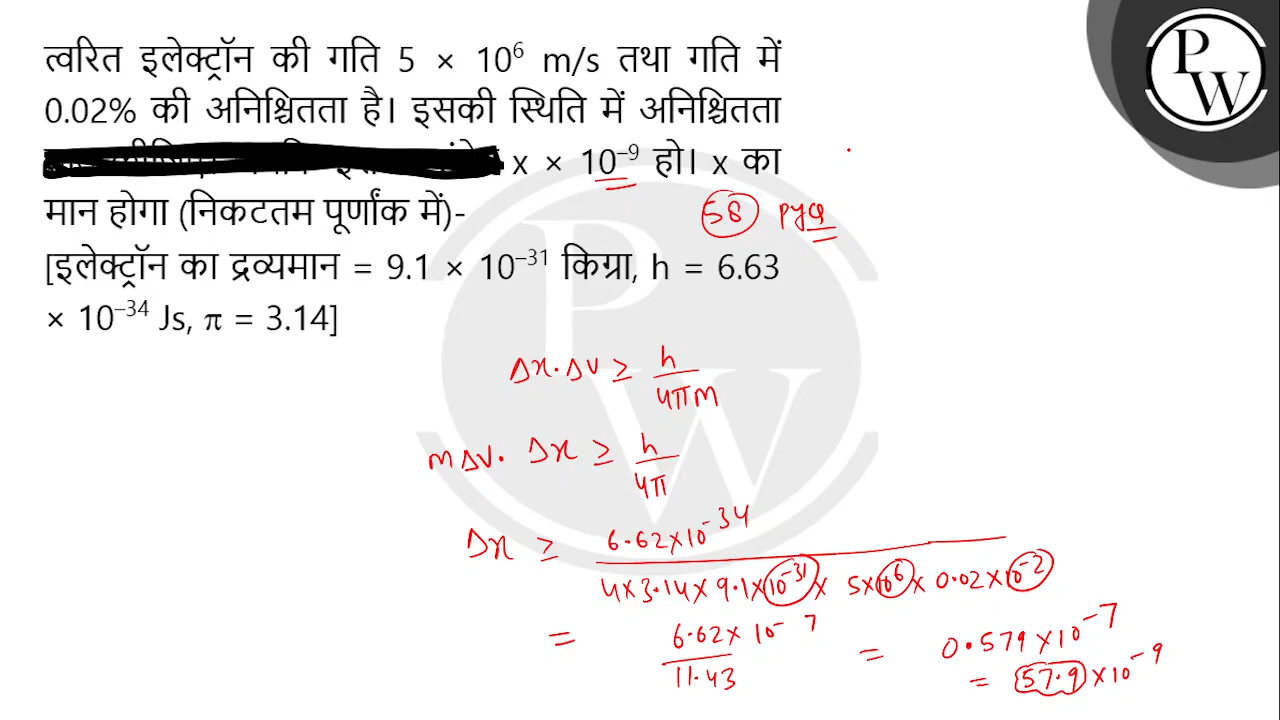 त्वरित इलेक्ट्रॉन की गति 5 × 10⁶ m/s तथा गति में
0.02% की अनिश्चितता है। इसकी स्थिति में अनिश्चितता
x × 10⁻⁹ हो। x का
मान होगा (निकटतम पूर्णांक में)-
58 pyQ
[इलेक्ट्रॉन का द्रव्यमान = 9.1 × 10⁻³¹ किग्रा, h = 6.63
× 10⁻³⁴ Js, π = 3.14]
Δx·ΔV ≥ h/4πm
mΔV· Δx ≥ h/4π
Δx ≥ 6.62×10⁻³⁴/4×3.14×9.1×10⁻³¹× 5×10⁶×0.02×10⁻²
= 6.62×10⁻⁷/11.43 = 0.579×10⁻⁷
= 57.9×10⁻⁹
P
W
P
W